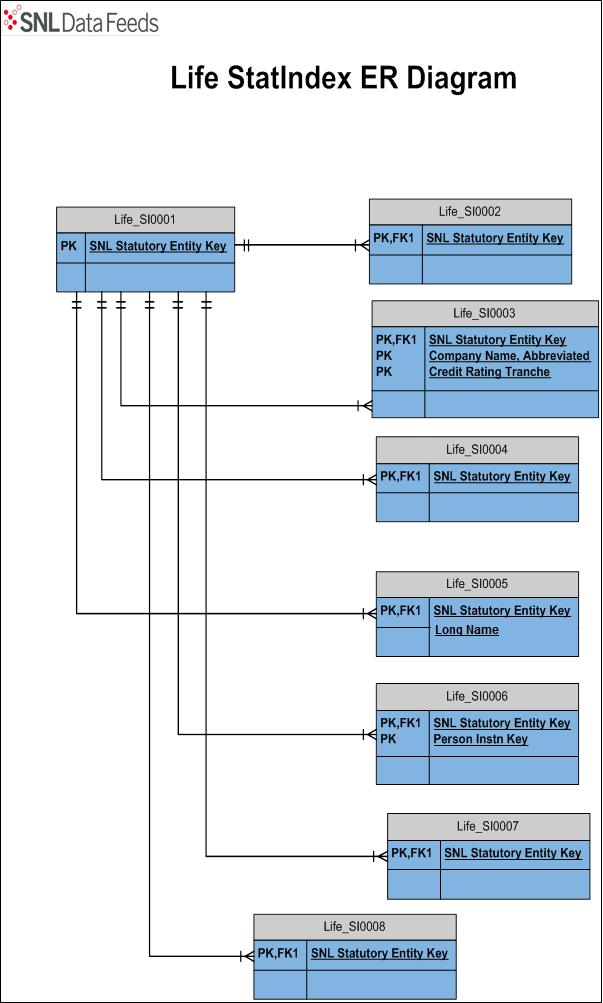 SNL Data Feeds
Life StatIndex ER Diagram
Life_SI0001
PK SNL Statutory Entity Key
Life_SI0002
PK,FK1 SNL Statutory Entity Key
Life_SI0003
PK,FK1 SNL Statutory Entity Key
PK Company Name, Abbreviated
PK Credit Rating Tranche
Life_SI0004
PK,FK1 SNL Statutory Entity Key
Life_SI0005
PK,FK1 SNL Statutory Entity Key
Long Name
Life_SI0006
PK,FK1 SNL Statutory Entity Key
PK Person Instn Key
Life_SI0007
PK,FK1 SNL Statutory Entity Key
Life_SI0008
PK,FK1 SNL Statutory Entity Key